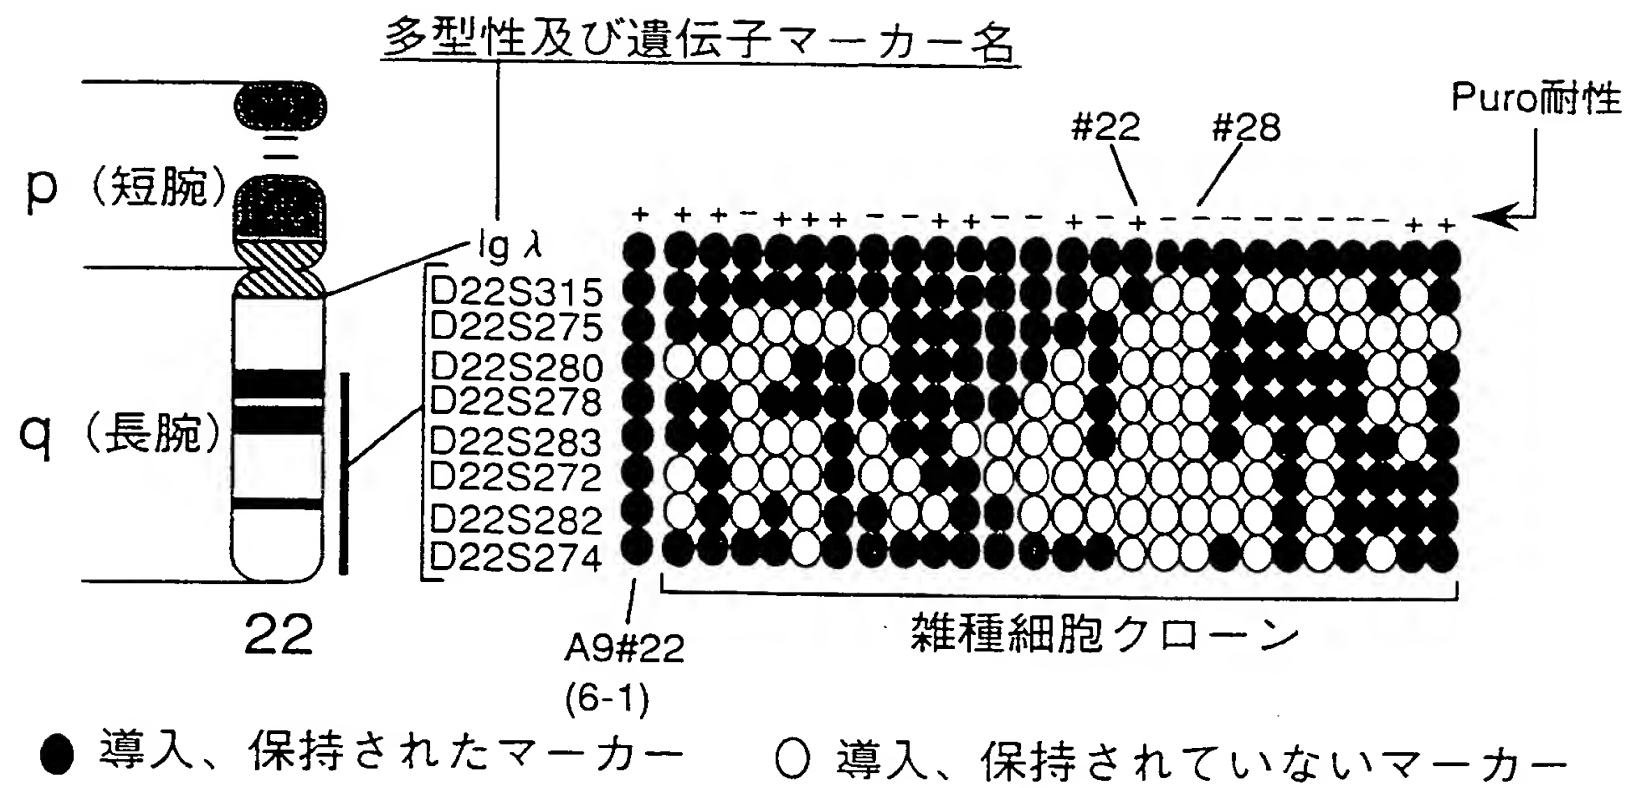 多型性及び遺伝子マーカー名
Puro耐性
#22 #28
p（短腕）
+ + + - + + + - - + + - - + - + - - - - - - - - + +
Ig λ
D22S315
D22S275
D22S280
D22S278
q（長腕）
D22S283
D22S272
D22S282
D22S274
22
A9#22
(6-1)
雑種細胞クローン
● 導入、保持されたマーカー ○ 導入、保持されていないマーカー